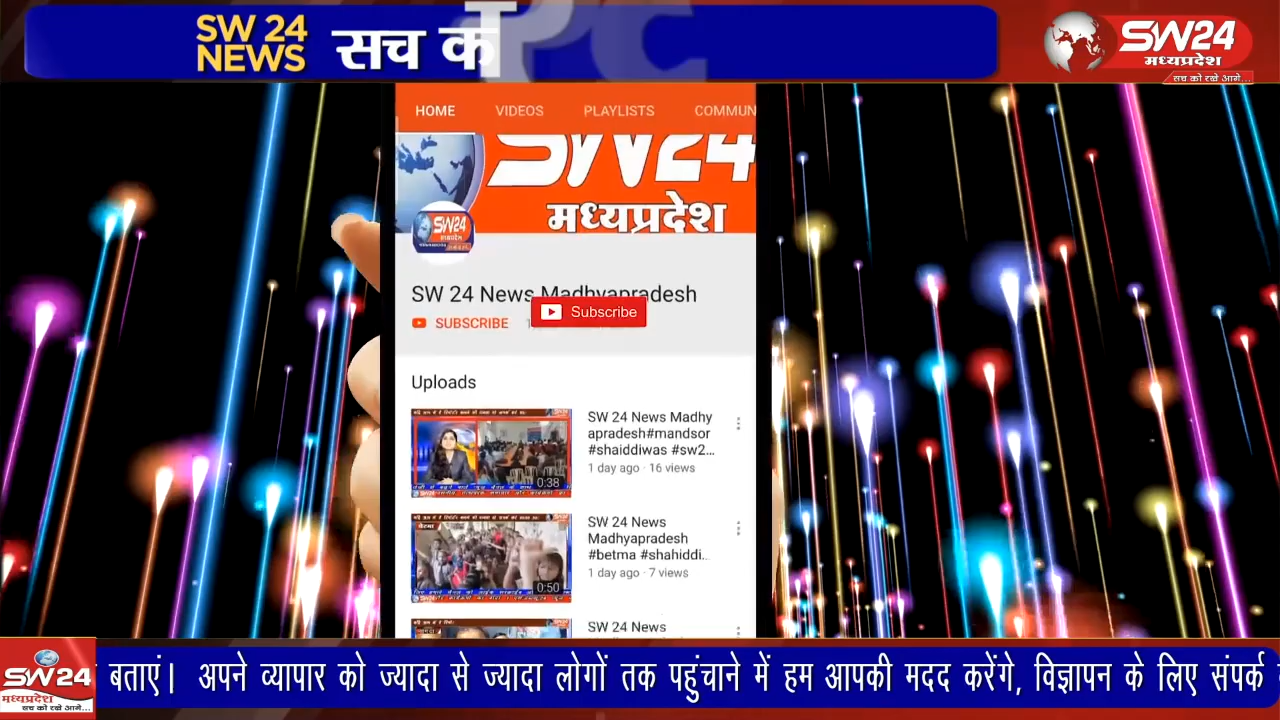 SW 24
NEWS
सच क
SW24
मध्यप्रदेश
सच को रखे आगे...
HOME VIDEOS PLAYLISTS COMMUN
SW24
मध्यप्रदेश
SW24
SW 24 News Madhyapradesh
SUBSCRIBE
Subscribe
Uploads
SW 24 News Madhy
apradesh#mandsor
#shaiddiwas #sw2...
1 day ago · 16 views
0:38
SW 24 News
Madhyapradesh
#betma #shahiddi..
1 day ago · 7 views
0:50
SW 24 News
SW24
मध्यप्रदेश
सच को रखे आगे...
बताएं। अपने व्यापार को ज्यादा से ज्यादा लोगों तक पहुंचाने में हम आपकी मदद करेंगे, विज्ञापन के लिए संपर्क